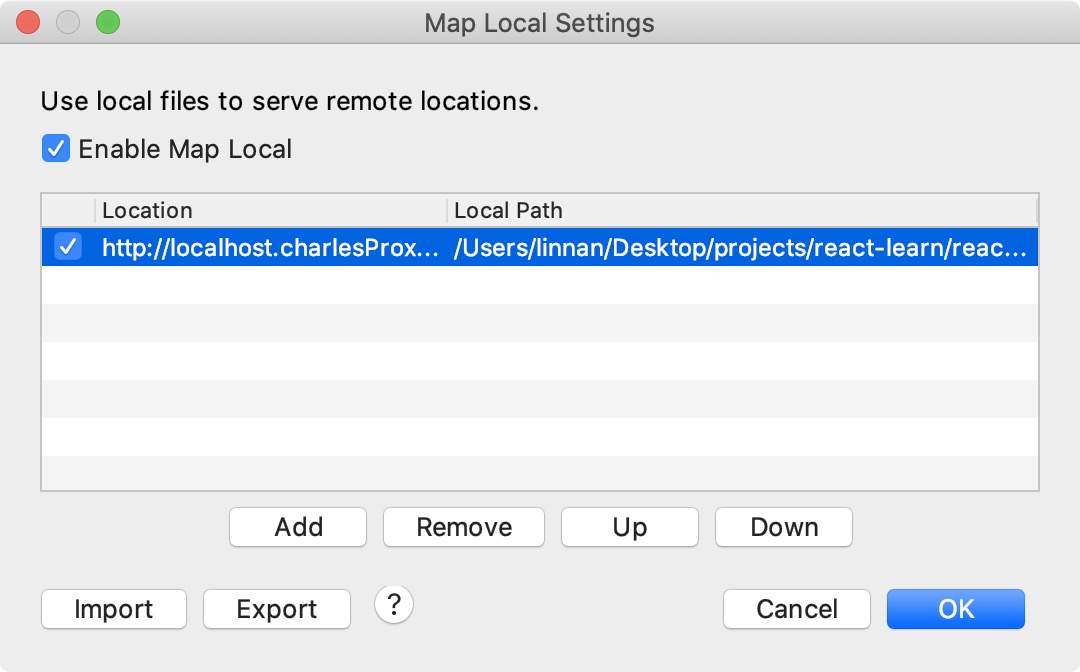 Map Local Settings
Use local files to serve remote locations.
Enable Map Local
Location Local Path
http://localhost.charlesProx... /Users/linnan/Desktop/projects/react-learn/reac...
Add Remove Up Down
Import Export ? Cancel OK